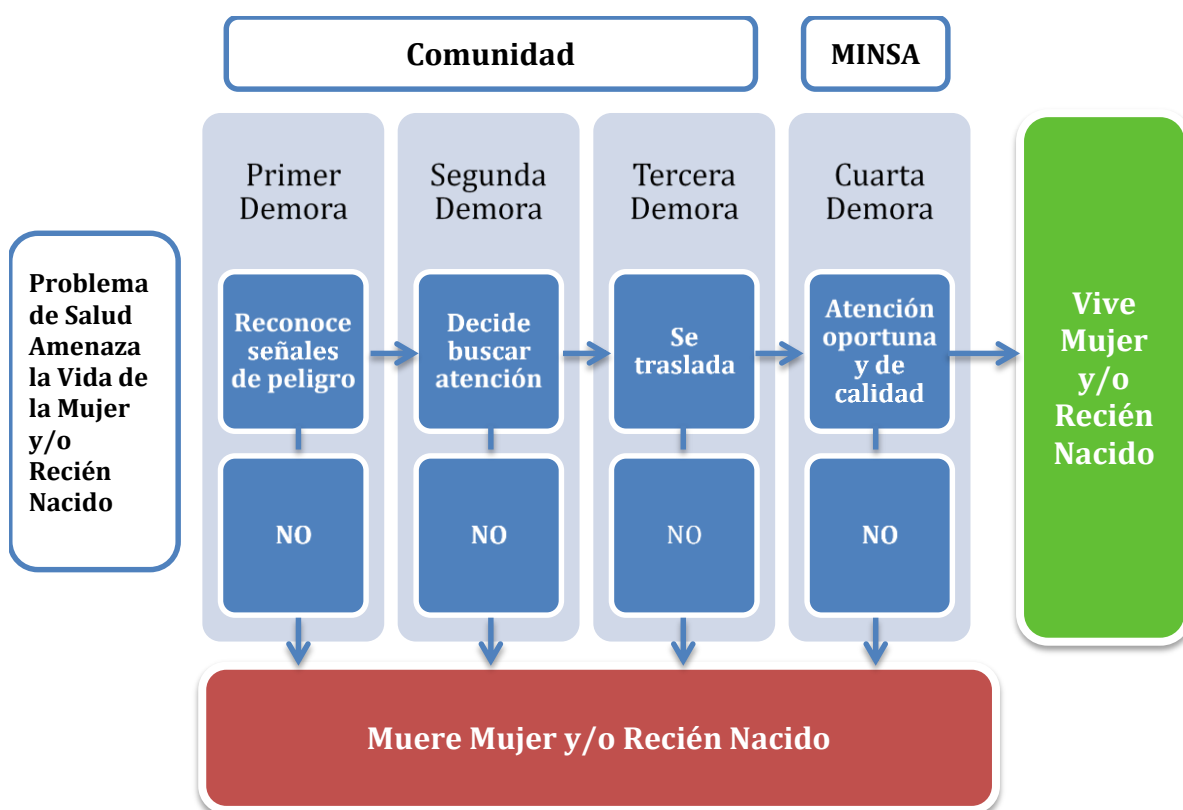 Comunidad
MINSA
Problema
de Salud
Amenaza
la Vida de
la Mujer
y/o
Recién
Nacido
Primer
Demora
Segunda
Demora
Tercera
Demora
Cuarta
Demora
Reconoce
señales
de peligro
Decide
buscar
atención
Se
traslada
Atención
oportuna
y de
calidad
NO
NO
NO
NO
Vive
Mujer
y/o
Recién
Nacido
Muere Mujer y/o Recién Nacido